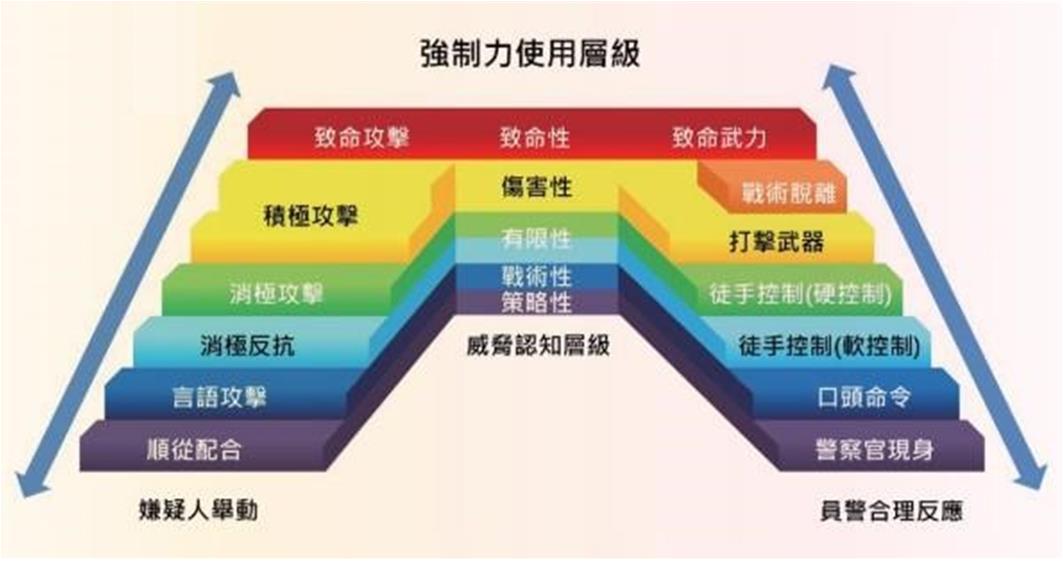 強制力使用層級
致命攻擊 致命性 致命武力
傷害性 戰術脫離
積極攻擊 打擊武器
有限性
消極攻擊 戰術性 徒手控制(硬控制)
策略性
消極反抗 威脅認知層級 徒手控制(軟控制)
言語攻擊 口頭命令
順從配合 警察官現身
嫌疑人舉動 員警合理反應